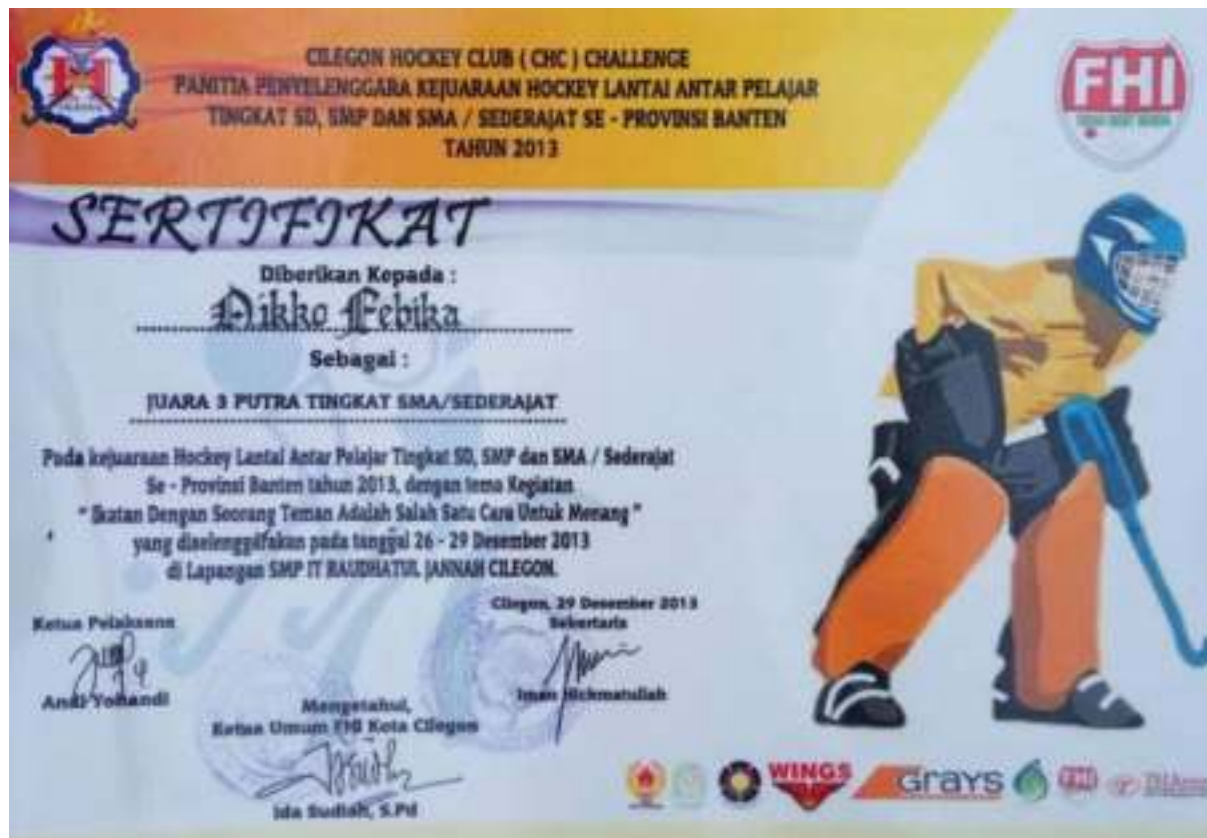 CILEGON HOCKEY CLUB ( CHC ) CHALLENGE
PANITIA PENYELENGGARA KEJUARAAN HOCKEY LANTAI ANTAR PELAJAR
TINGKAT SD, SMP DAN SMA / SEDERAJAT SE - PROVINSI BANTEN
TAHUN 2013
FHI
SERTIFIKAT
Diberikan Kepada :
Dikko Febika
Sebagai :
JUARA 3 PUTRA TINGKAT SMA/SEDERAJAT
Pada kejuaraan Hockey Lantai Antar Pelajar Tingkat SD, SMP dan SMA / Sederajat
Se - Provinsi Banten tahun 2013, dengan tema Kegiatan
" Ikatan Dengan Seorang Teman Adalah Salah Satu Cara Untuk Menang "
yang diselenggarakan pada tanggal 26 - 29 Desember 2013
di Lapangan SMP IT RAUDHATUL JANNAH CILEGON.
Cilegon, 29 Desember 2013
Ketua Pelaksana
Sekertaris
Andi Yohandi
Iman Hickmatullah
Mengetahui,
Ketua Umum FHI Kota Cilegon
Ida Sudiah, S.Pd
WINGS
GraYs
FHI